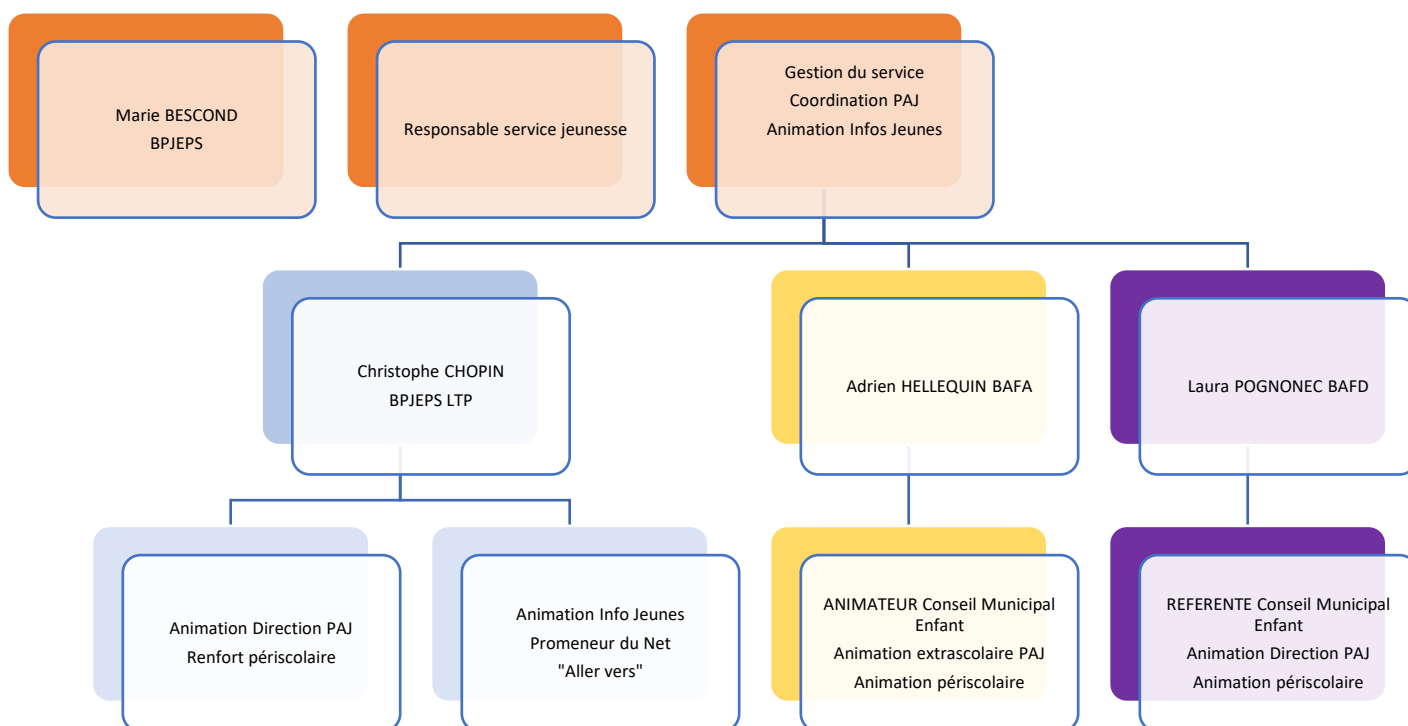 Marie BESCOND
BPJEPS
Responsable service jeunesse
Gestion du service
Coordination PAJ
Animation Infos Jeunes
Christophe CHOPIN
BPJEPS LTP
Adrien HELLEQUIN BAFA
Laura POGNONEC BAFD
Animation Direction PAJ
Renfort périscolaire
Animation Info Jeunes
Promeneur du Net
"Aller vers"
ANIMATEUR Conseil Municipal
Enfant
Animation extrascolaire PAJ
Animation périscolaire
REFERENTE Conseil Municipal
Enfant
Animation Direction PAJ
Animation périscolaire